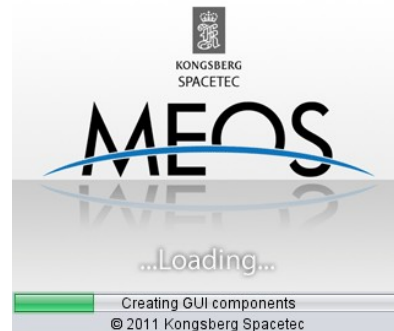 KONGSBERG
SPACETEC
MEOS
...Loading...
Creating GUI components
© 2011 Kongsberg Spacetec